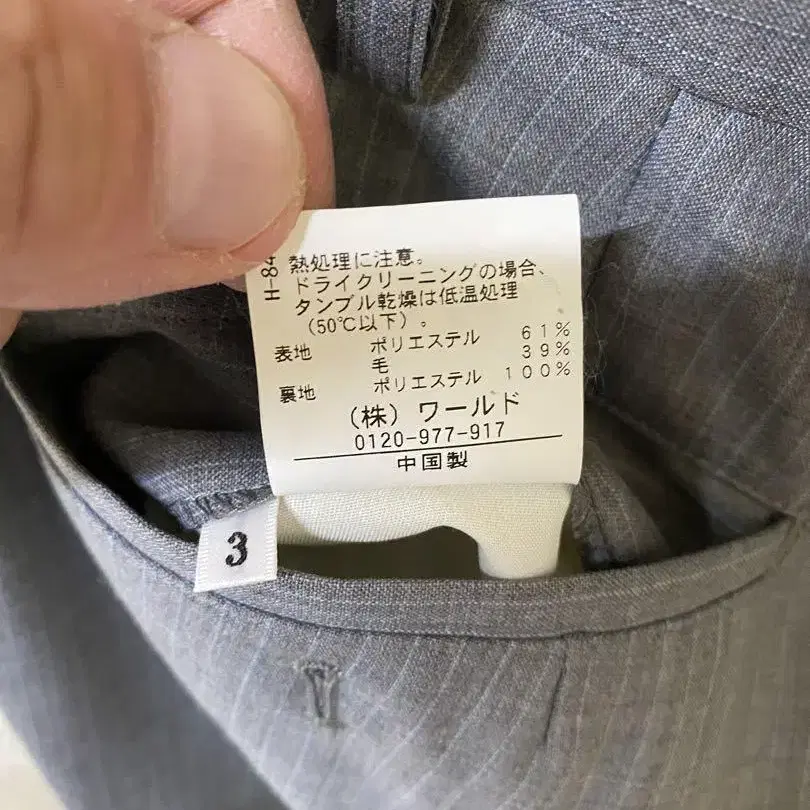 H-84
熱処理に注意。
ドライクリーニングの場合、
タンブル乾燥は低温処理
（50℃以下）。
表地 ポリエステル 61%
毛 39%
裏地 ポリエステル 100%
（株）ワールド
0120-977-917
中国製
3